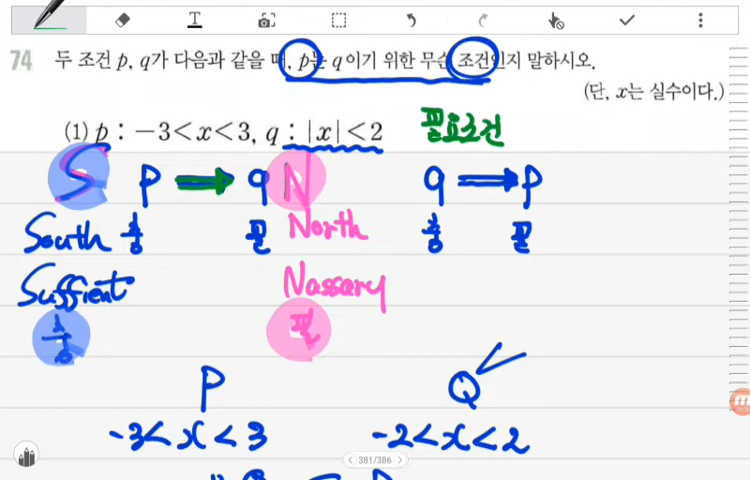 74 두 조건 p, q가 다음과 같을 때, p는 q이기 위한 무슨 조건인지 말하시오.
(단, x는 실수이다.)
(1) p : -3<x<3, q : |x|<2 필요조건
S P ⟹ q N q ⟹ P
South 충 필 North 충 필
Suffient Nassary
충 필
P Q
-3<x<3 -2<x<2
381/386